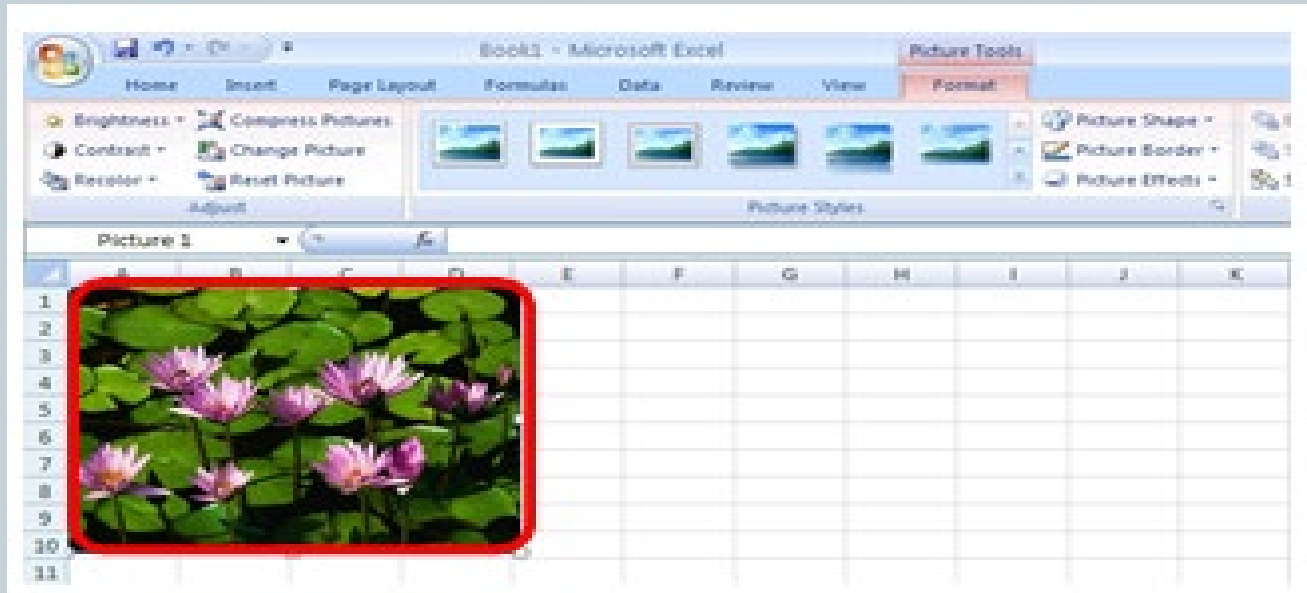 Book1 - Microsoft Excel Picture Tools
Home Insert Page Layout Formulas Data Review View Format
Brightness Compress Pictures Picture Shape
Contrast Change Picture Picture Border
Recolor Reset Picture Picture Effects
Adjust Picture Styles
Picture 1 fx
A B C D E F G H I J K
1
2
3
4
5
6
7
8
9
10
11